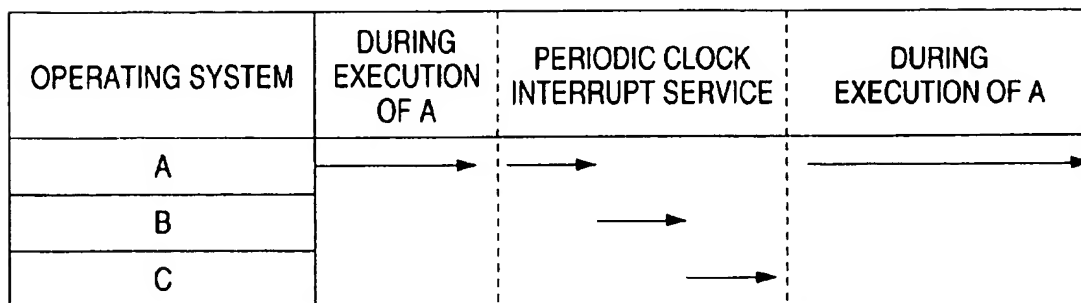 OPERATING SYSTEM
DURING
EXECUTION
OF A
PERIODIC CLOCK
INTERRUPT SERVICE
DURING
EXECUTION OF A
A
B
C